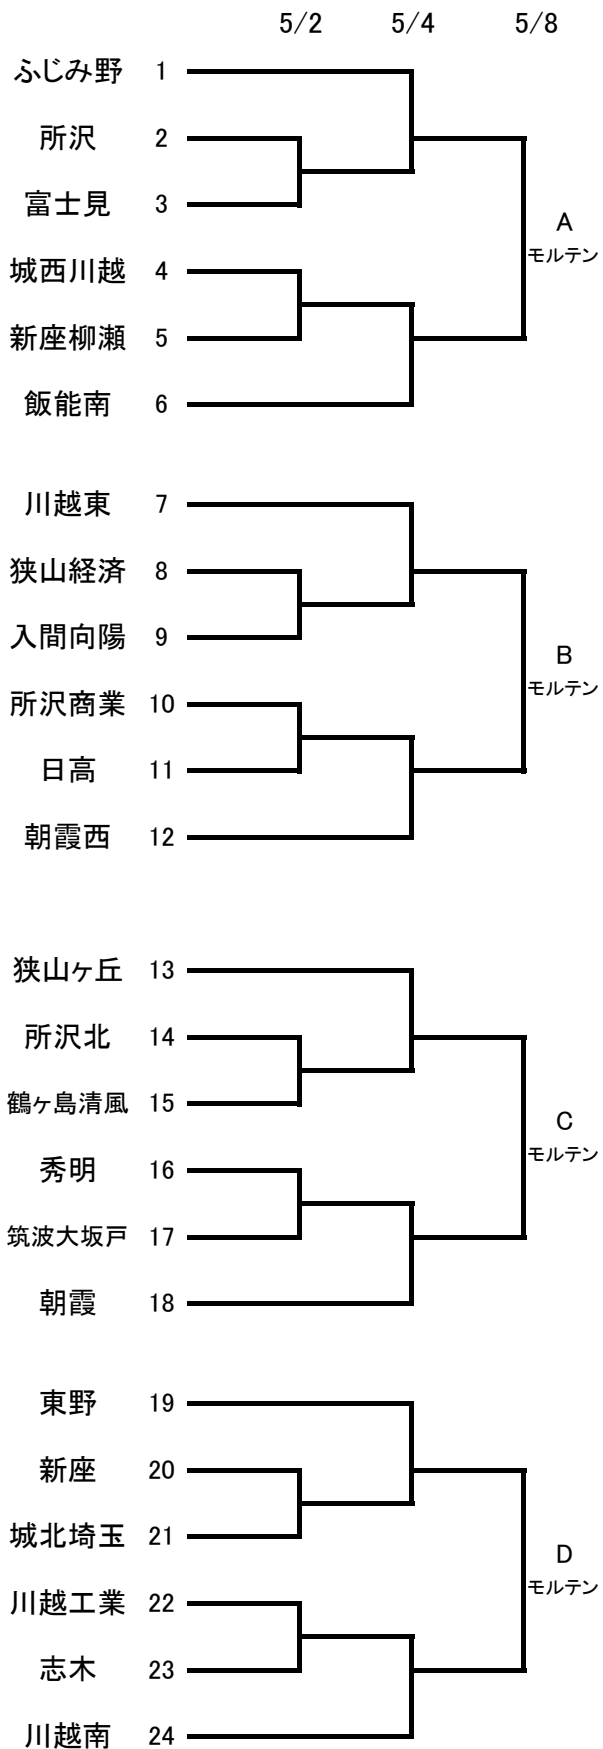 5/2 5/4 5/8
ふじみ野 1
所沢 2
富士見 3
A
モルテン
城西川越 4
新座柳瀬 5
飯能南 6
川越東 7
狭山経済 8
入間向陽 9
B
モルテン
所沢商業 10
日高 11
朝霞西 12
狭山ヶ丘 13
所沢北 14
鶴ヶ島清風 15
C
モルテン
秀明 16
筑波大坂戸 17
朝霞 18
東野 19
新座 20
城北埼玉 21
D
モルテン
川越工業 22
志木 23
川越南 24